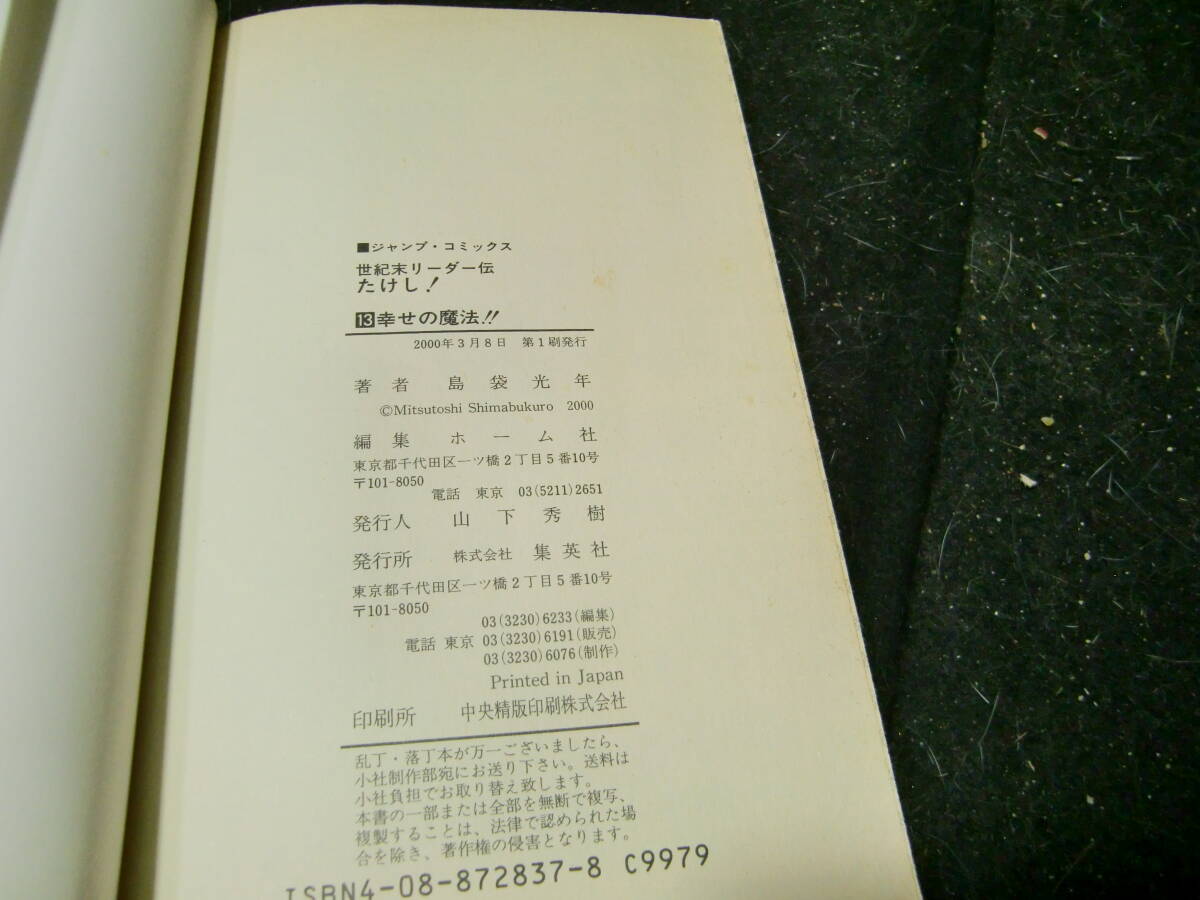 ■ジャンプ・コミックス
世紀末リーダー伝
たけし!
13幸せの魔法!!
2000年3月8日 第1刷発行
著者 島袋光年
©Mitsutoshi Shimabukuro 2000
編集 ホーム社
東京都千代田区一ツ橋2丁目5番10号
〒101-8050
電話 東京 03(5211)2651
発行人 山下秀樹
発行所 株式会社 集英社
東京都千代田区一ツ橋2丁目5番10号
〒101-8050
03(3230)6233(編集)
電話 東京 03(3230)6191(販売)
03(3230)6076(制作)
Printed in Japan
印刷所 中央精版印刷株式会社
乱丁・落丁本が万一ございましたら、
小社制作部宛にお送り下さい。送料は
小社負担でお取り替え致します。
本書の一部または全部を無断で複写、
複製することは、法律で認められた場
合を除き、著作権の侵害となります。
ISBN4-08-872837-8 C9979